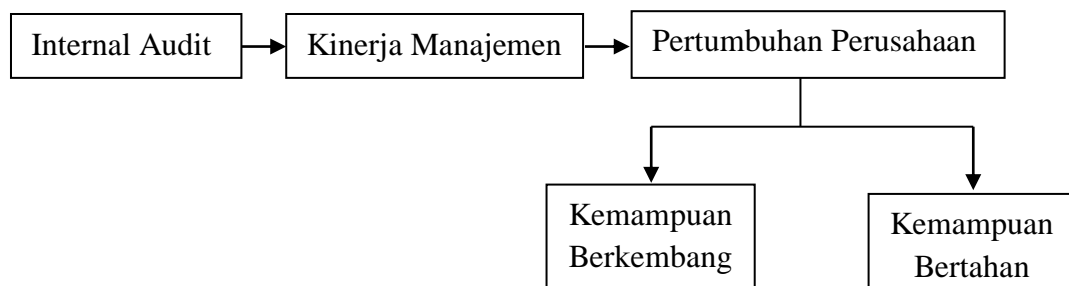 Internal Audit
Kinerja Manajemen
Pertumbuhan Perusahaan
Kemampuan
Berkembang
Kemampuan
Bertahan